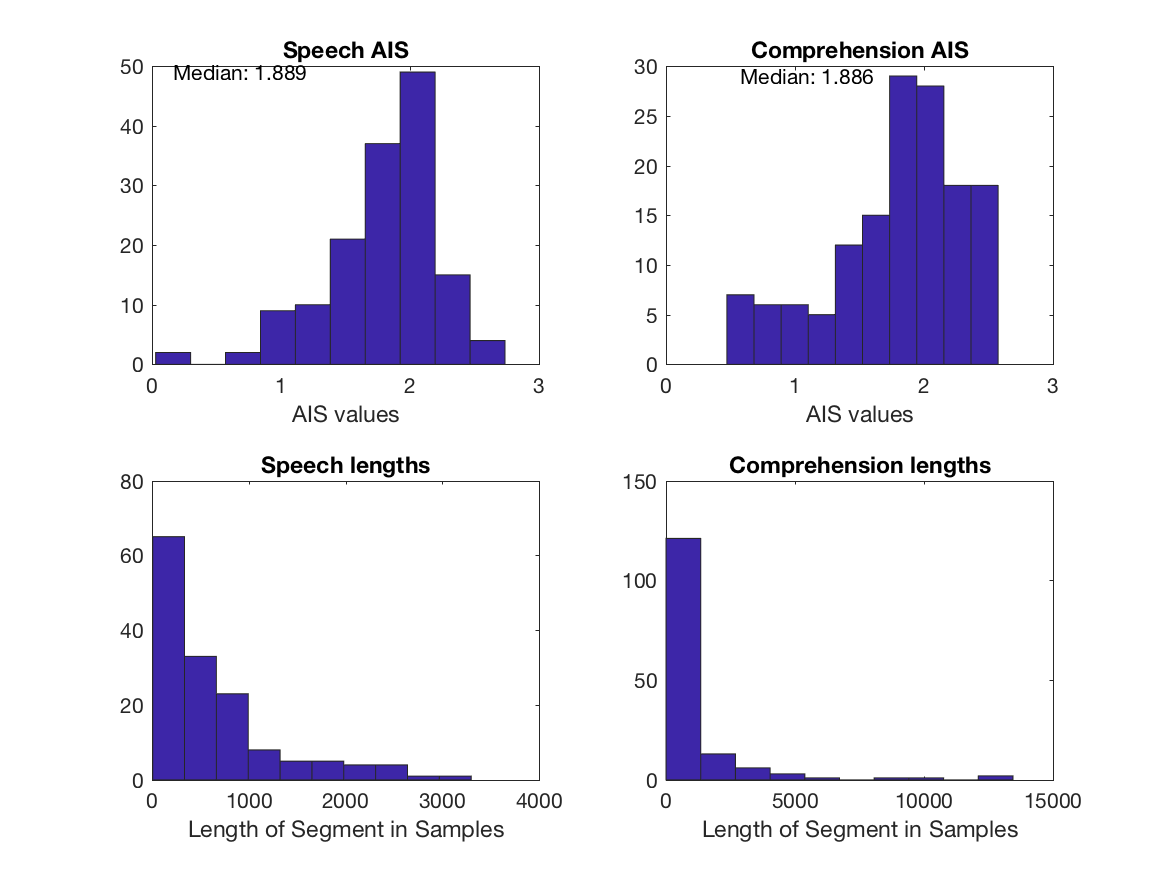 Speech AIS
Median: 1.889
50
40
30
20
10
0
0 1 2 3
AIS values
Comprehension AIS
Median: 1.886
30
25
20
15
10
5
0
0 1 2 3
AIS values
Speech lengths
80
60
40
20
0
0 1000 2000 3000 4000
Length of Segment in Samples
Comprehension lengths
150
100
50
0
0 5000 10000 15000
Length of Segment in Samples